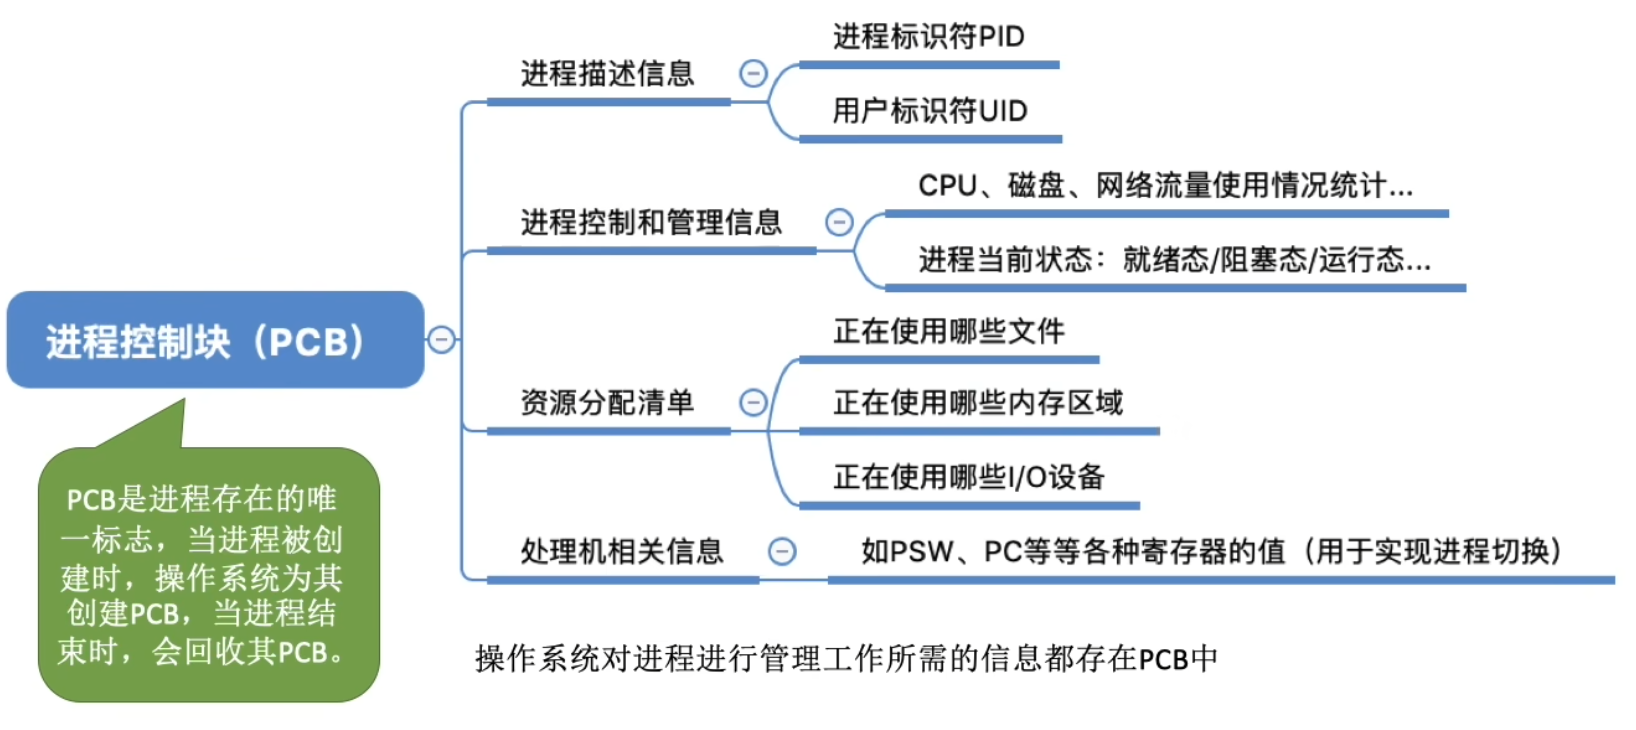 进程控制块（PCB）
PCB是进程存在的唯
一标志，当进程被创
建时，操作系统为其
创建PCB，当进程结
束时，会回收其PCB。
进程描述信息
进程标识符PID
用户标识符UID
进程控制和管理信息
CPU、磁盘、网络流量使用情况统计...
进程当前状态：就绪态/阻塞态/运行态...
资源分配清单
正在使用哪些文件
正在使用哪些内存区域
正在使用哪些I/O设备
处理机相关信息
如PSW、PC等等各种寄存器的值（用于实现进程切换）
操作系统对进程进行管理工作所需的信息都存在PCB中